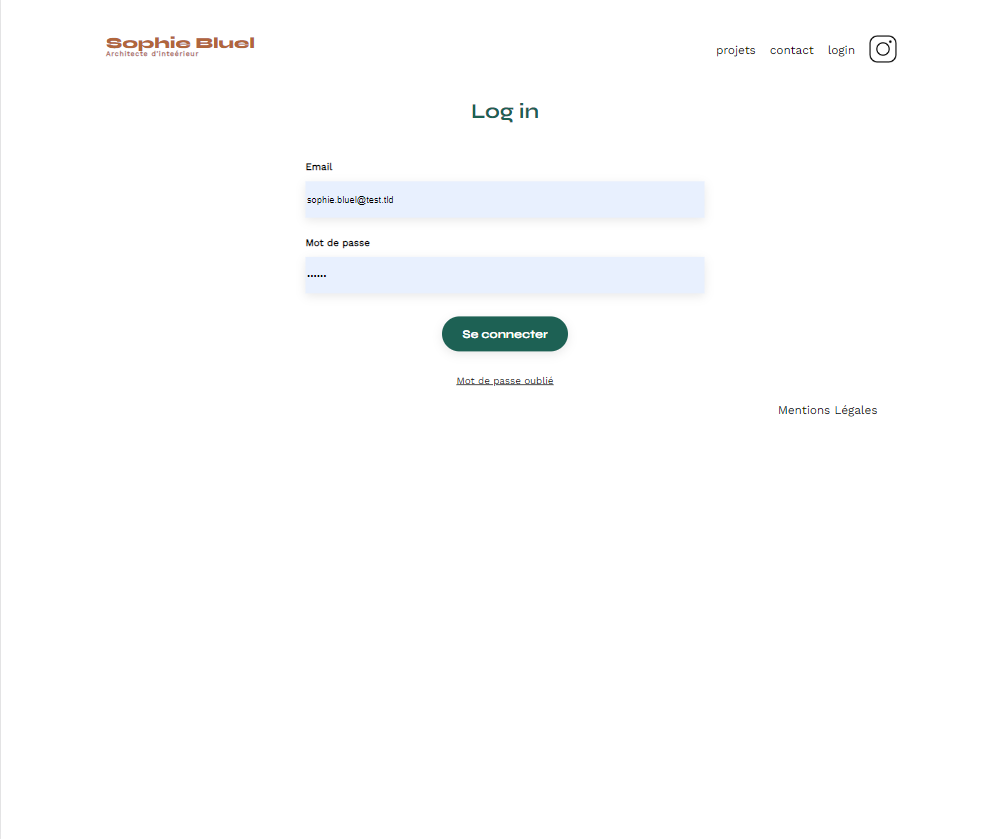 Sophie Bluel
Architecte d'inteérieur
projets contact login
Log in
Email
sophie.bluel@test.tld
Mot de passe
••••••
Se connecter
Mot de passe oublié
Mentions Légales